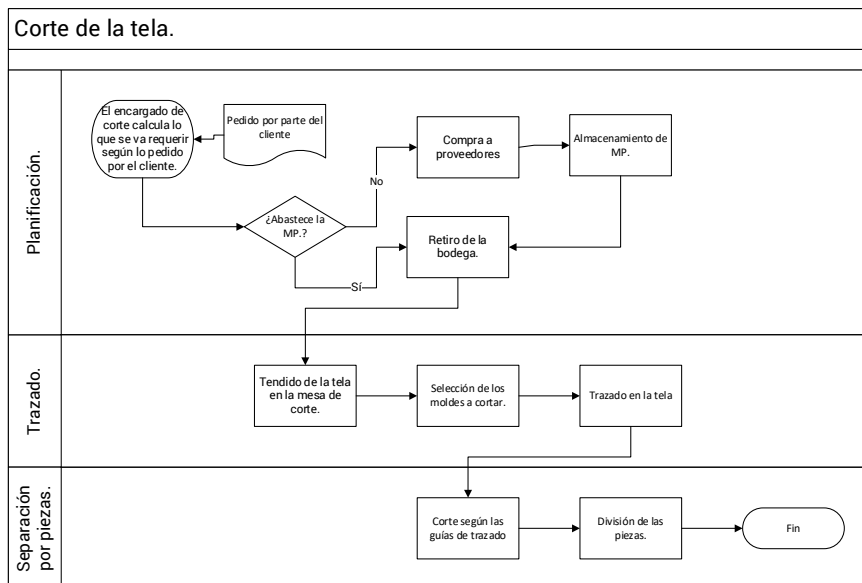 Corte de la tela.
Planificación.
El encargado de
corte calcula lo
que se va requerir
según lo pedido
por el cliente.
Pedido por parte del
cliente
Compra a
proveedores
Almacenamiento de
MP.
No
¿Abastece la
MP.?
Retiro de la
bodega.
Sí
Trazado.
Tendido de la tela
en la mesa de
corte.
Selección de los
moldes a cortar.
Trazado en la tela
Separación
por piezas.
Corte según las
guías de trazado
División de las
piezas.
Fin